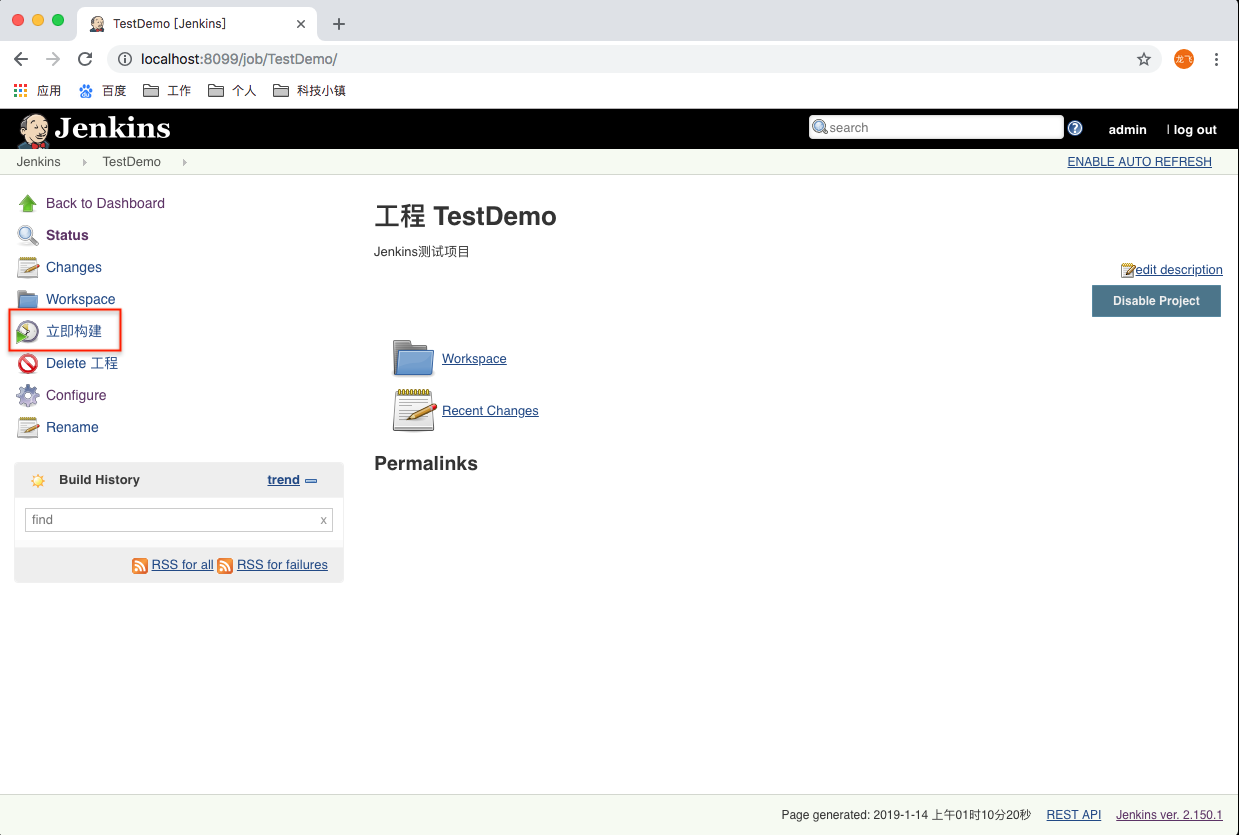 TestDemo [Jenkins]
localhost:8099/job/TestDemo/
龙飞
应用 百度 工作 个人 科技小镇
Jenkins
search
admin | log out
Jenkins TestDemo
ENABLE AUTO REFRESH
Back to Dashboard
Status
Changes
Workspace
立即构建
Delete 工程
Configure
Rename
Build History trend
find x
RSS for all RSS for failures
工程 TestDemo
Jenkins测试项目
edit description
Disable Project
Workspace
Recent Changes
Permalinks
Page generated: 2019-1-14 上午01时10分20秒 REST API Jenkins ver. 2.150.1